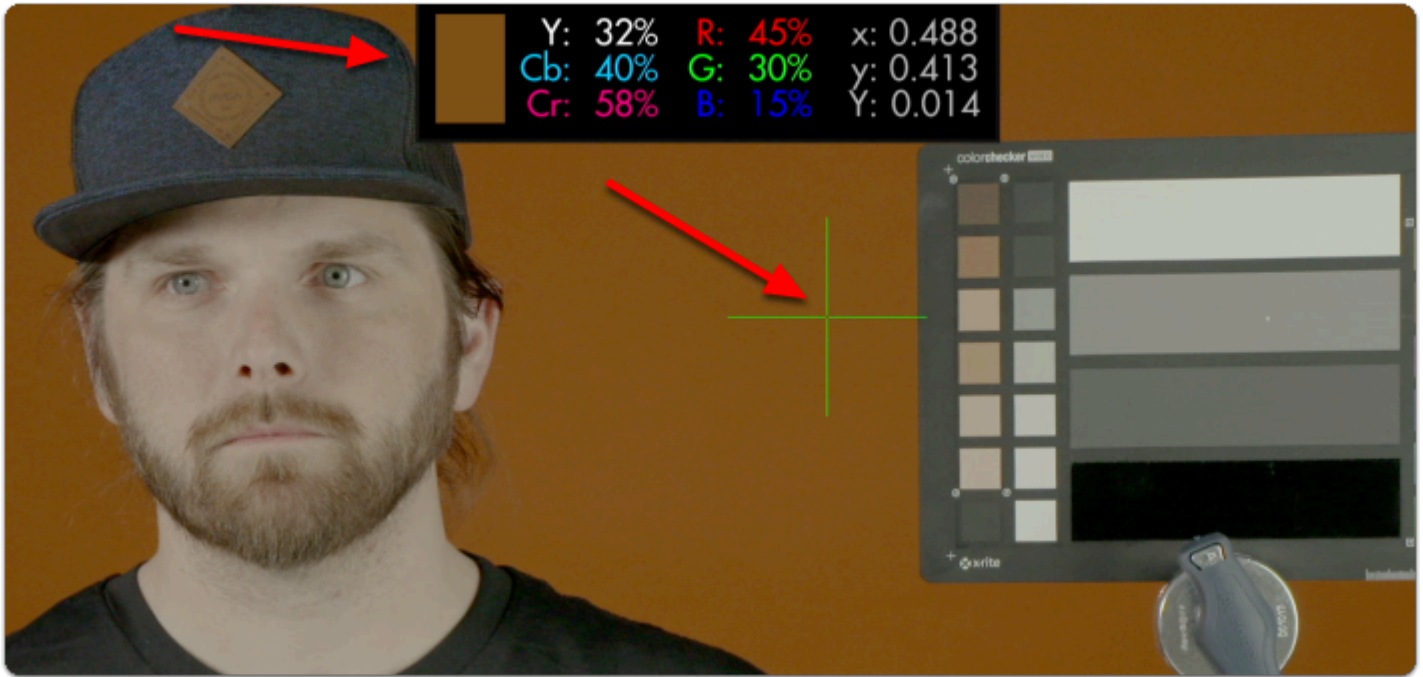 Y: 32% R: 45% x: 0.488
Cb: 40% G: 30% y: 0.413
Cr: 58% B: 15% Y: 0.014
colorchecker
x-rite